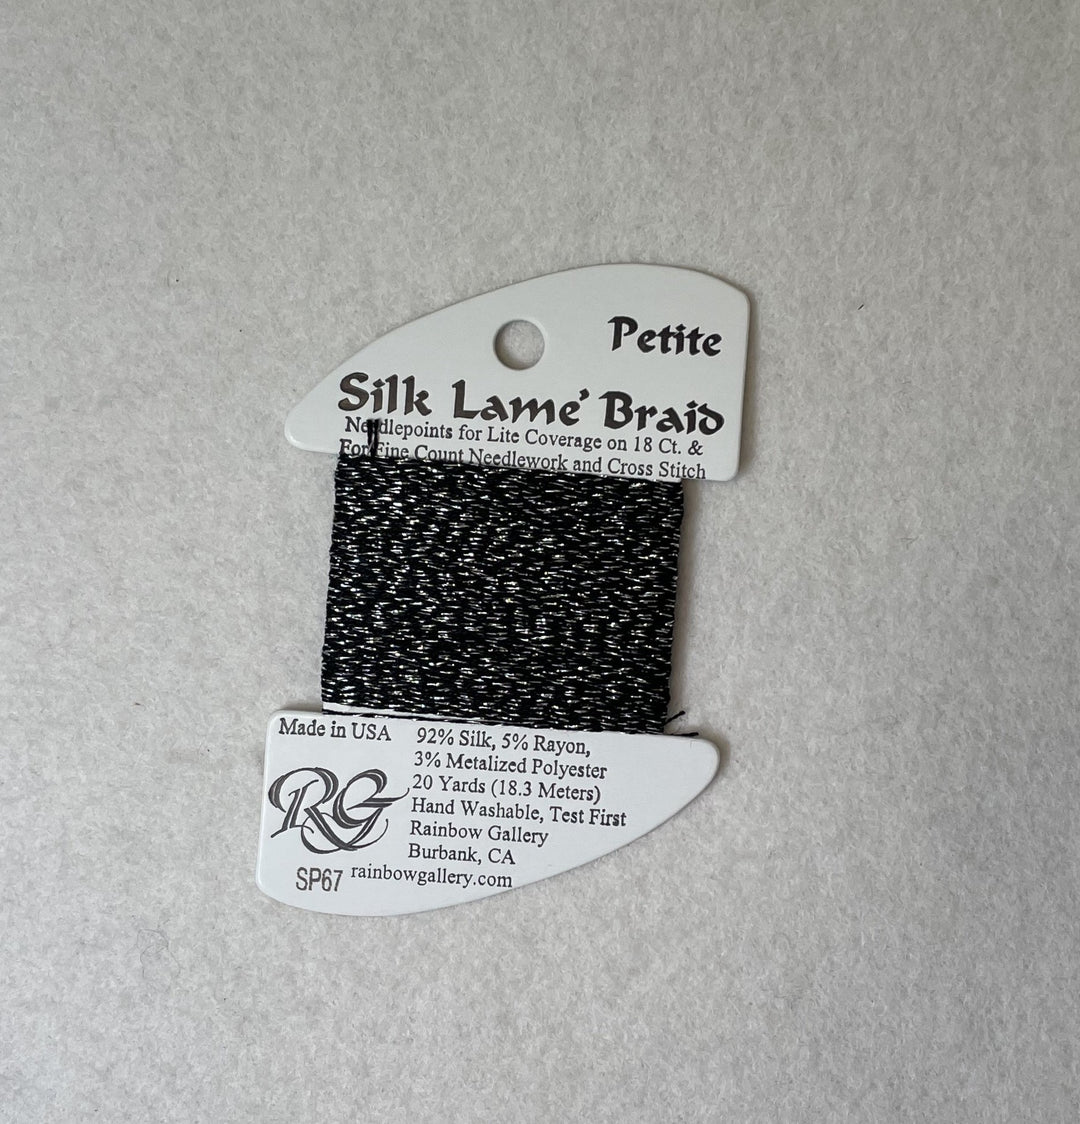 Petite
Silk Lame' Braid
Needlepoints for Lite Coverage on 18 Ct. &
For Fine Count Needlework and Cross Stitch
Made in USA
92% Silk, 5% Rayon,
3% Metalized Polyester
20 Yards (18.3 Meters)
Hand Washable, Test First
Rainbow Gallery
Burbank, CA
rainbowgallery.com
RG
SP67